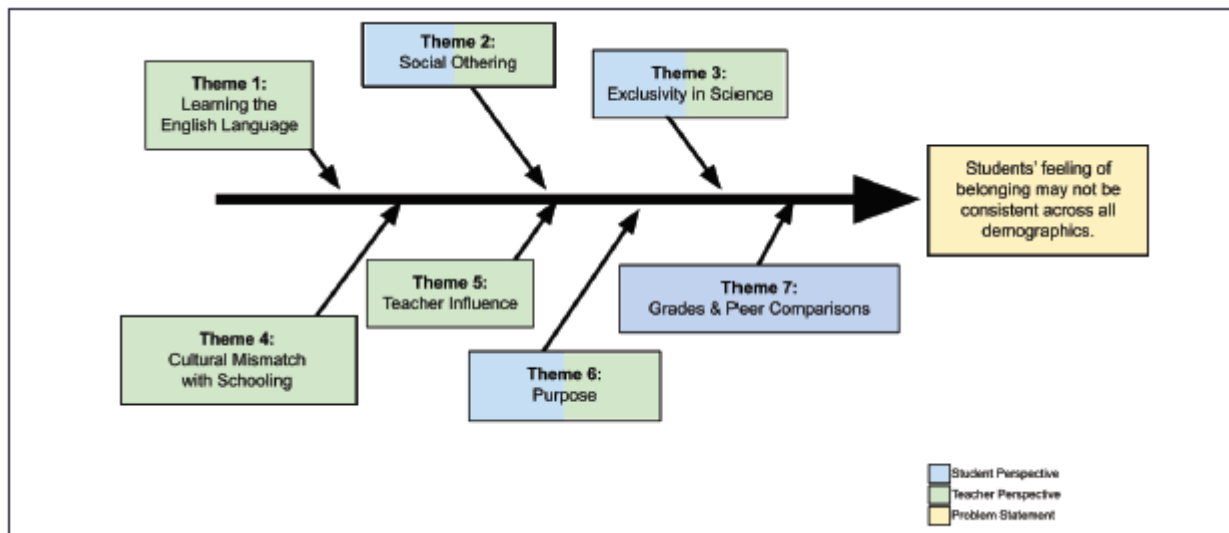 Theme 1:
Learning the
English Language
Theme 2:
Social Othering
Theme 3:
Exclusivity in Science
Students' feeling of
belonging may not be
consistent across all
demographics.
Theme 4:
Cultural Mismatch
with Schooling
Theme 5:
Teacher Influence
Theme 6:
Purpose
Theme 7:
Grades & Peer Comparisons
Student Perspective
Teacher Perspective
Problem Statement